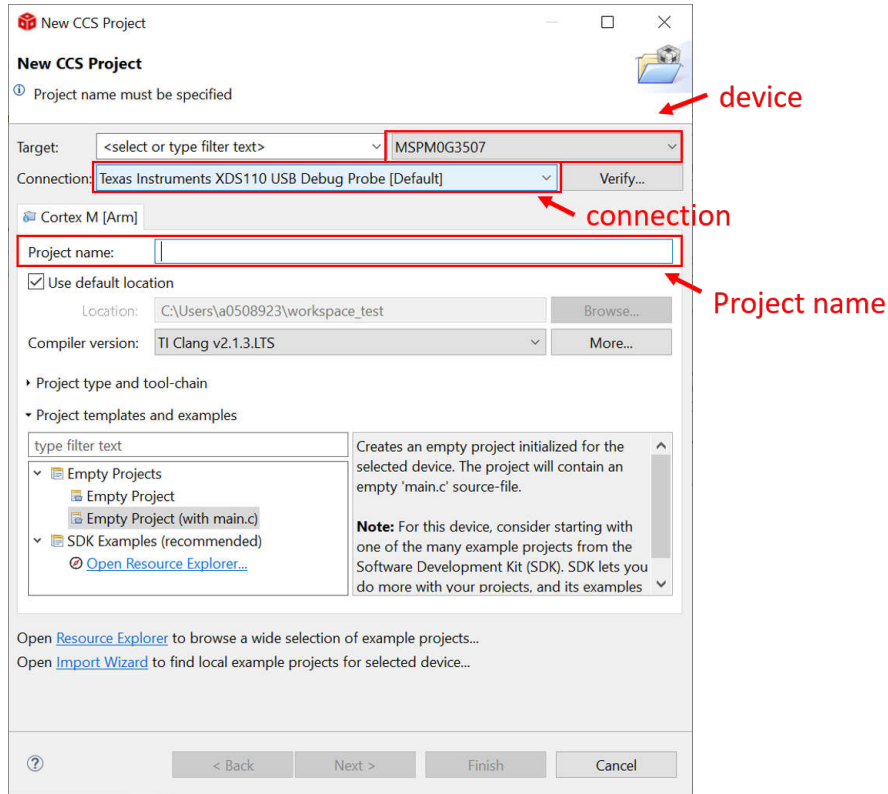 New CCS Project
New CCS Project
Project name must be specified
device
Target: <select or type filter text> MSPM0G3507
Connection: Texas Instruments XDS110 USB Debug Probe [Default] Verify...
connection
Cortex M [Arm]
Project name:
Project name
Use default location
Location: C:\Users\a0508923\workspace_test Browse...
Compiler version: TI Clang v2.1.3.LTS More...
Project type and tool-chain
Project templates and examples
type filter text
Empty Projects
Empty Project
Empty Project (with main.c)
SDK Examples (recommended)
Open Resource Explorer...
Creates an empty project initialized for the
selected device. The project will contain an
empty 'main.c' source-file.
Note: For this device, consider starting with
one of the many example projects from the
Software Development Kit (SDK). SDK lets you
do more with your projects, and its examples
Open Resource Explorer to browse a wide selection of example projects...
Open Import Wizard to find local example projects for selected device...
? < Back Next > Finish Cancel